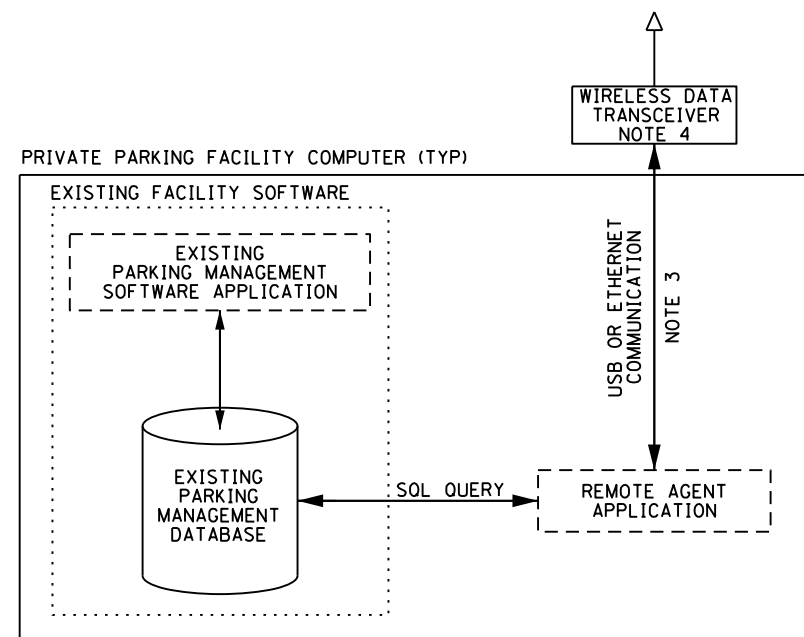 WIRELESS DATA
TRANSCEIVER
NOTE 4
PRIVATE PARKING FACILITY COMPUTER (TYP)
EXISTING FACILITY SOFTWARE
EXISTING
PARKING MANAGEMENT
SOFTWARE APPLICATION
USB OR ETHERNET
COMMUNICATION
NOTE 3
EXISTING
PARKING
MANAGEMENT
DATABASE
SQL QUERY
REMOTE AGENT
APPLICATION